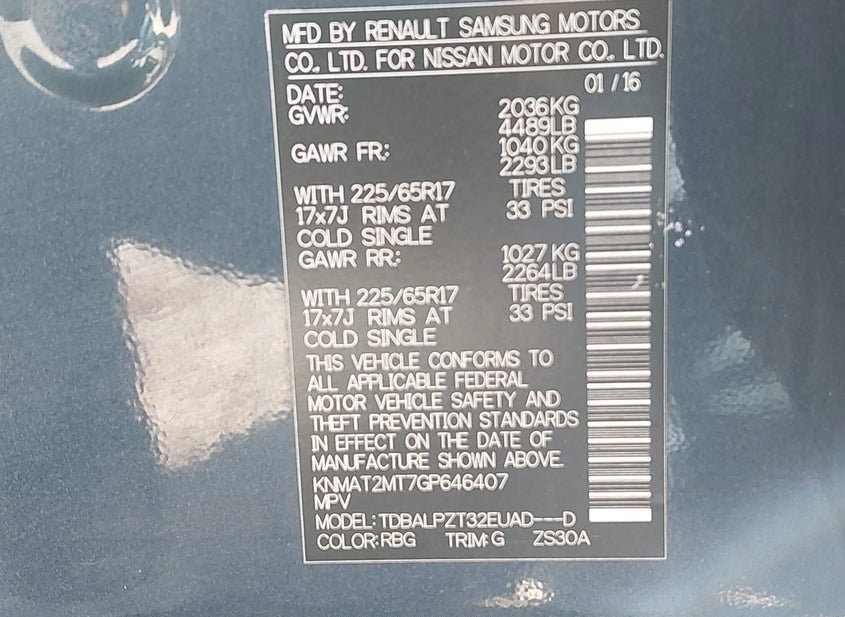 MFD BY RENAULT SAMSUNG MOTORS
CO., LTD. FOR NISSAN MOTOR CO., LTD.
DATE: 01/16
GVWR: 2036KG
4489LB
GAWR FR: 1040KG
2293LB
WITH 225/65R17 TIRES
17x7J RIMS AT 33 PSI
COLD SINGLE
GAWR RR: 1027KG
2264LB
WITH 225/65R17 TIRES
17x7J RIMS AT 33 PSI
COLD SINGLE
THIS VEHICLE CONFORMS TO
ALL APPLICABLE FEDERAL
MOTOR VEHICLE SAFETY AND
THEFT PREVENTION STANDARDS
IN EFFECT ON THE DATE OF
MANUFACTURE SHOWN ABOVE.
KNMAT2MT7GP646407
MPV
MODEL: TDBALPZT32EUAD---D
COLOR: RBG TRIM: G ZS30A